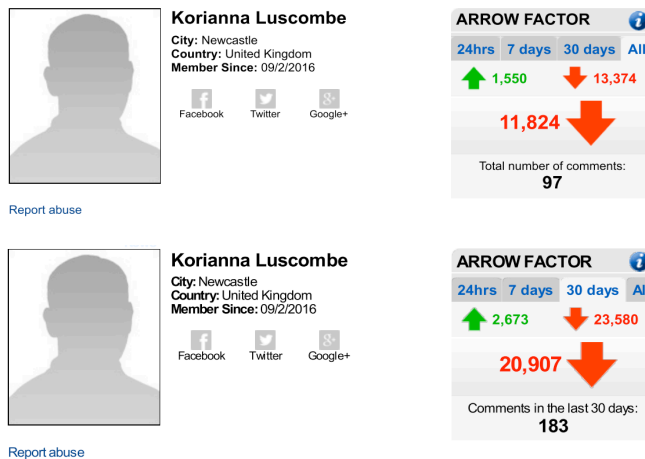 Korianna Luscombe
City: Newcastle
Country: United Kingdom
Member Since: 09/2/2016
Facebook Twitter Google+
Report abuse
ARROW FACTOR
24hrs 7 days 30 days All
1,550 13,374
11,824
Total number of comments:
97
Korianna Luscombe
City: Newcastle
Country: United Kingdom
Member Since: 09/2/2016
Facebook Twitter Google+
Report abuse
ARROW FACTOR
24hrs 7 days 30 days Al
2,673 23,580
20,907
Comments in the last 30 days:
183